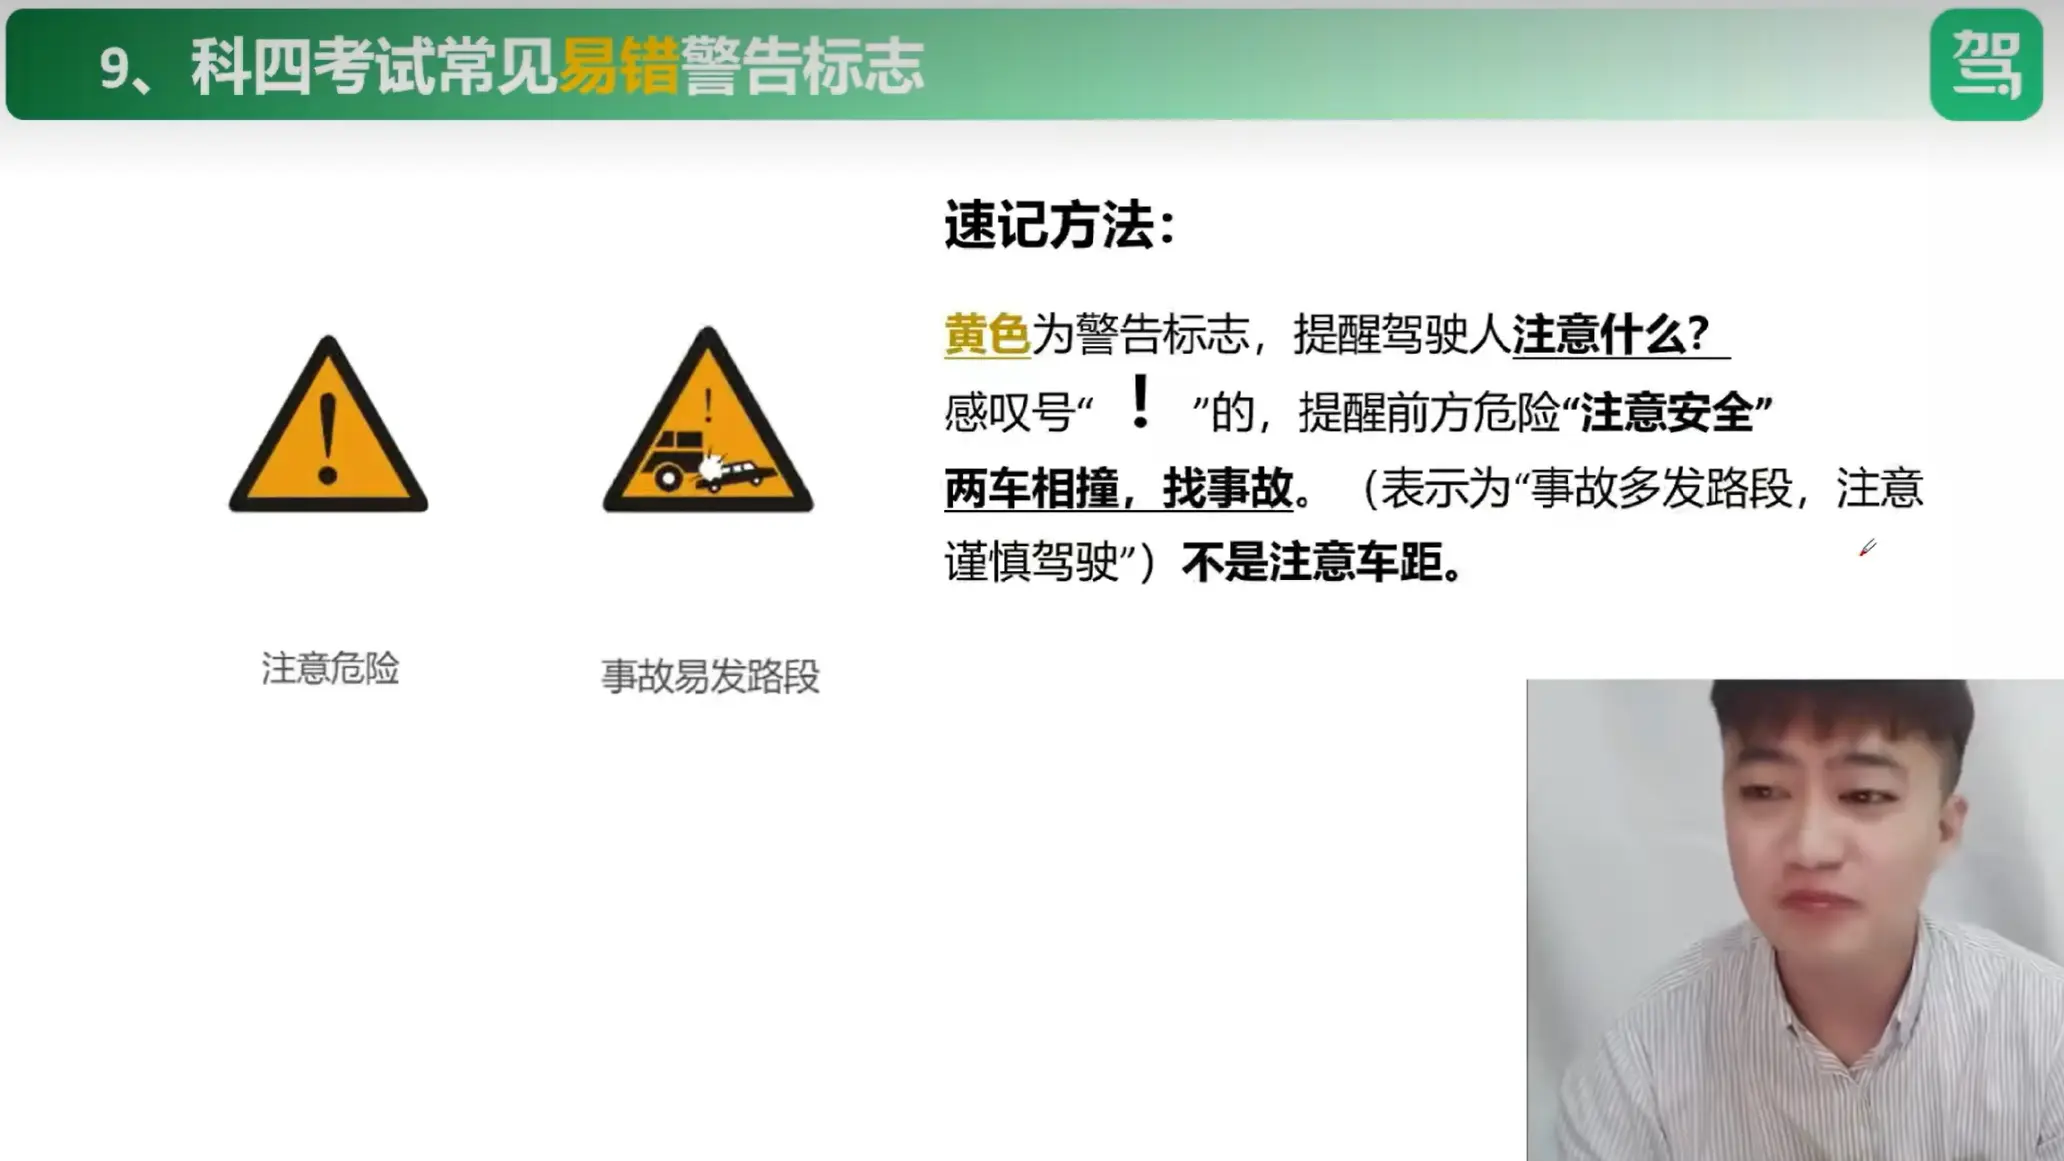 9、科四考试常见易错警告标志
驾
速记方法：
黄色为警告标志，提醒驾驶人注意什么？
感叹号“！”的，提醒前方危险“注意安全”
两车相撞，找事故。（表示为“事故多发路段，注意
谨慎驾驶”）不是注意车距。
!
!
注意危险
事故易发路段